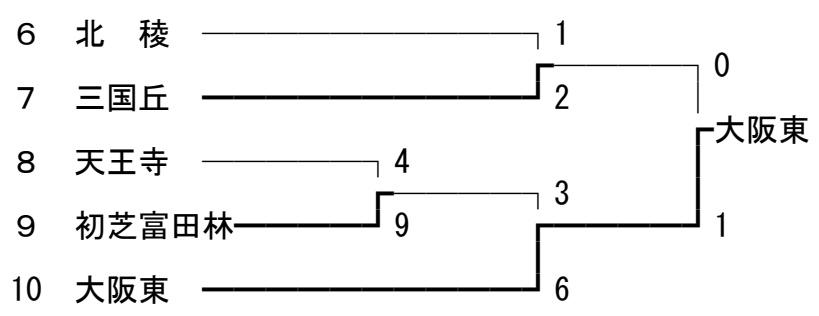 6 北　稜 1
0
7 三国丘 2
大阪東
8 天王寺 4
3
9 初芝富田林 9 1
10 大阪東 6